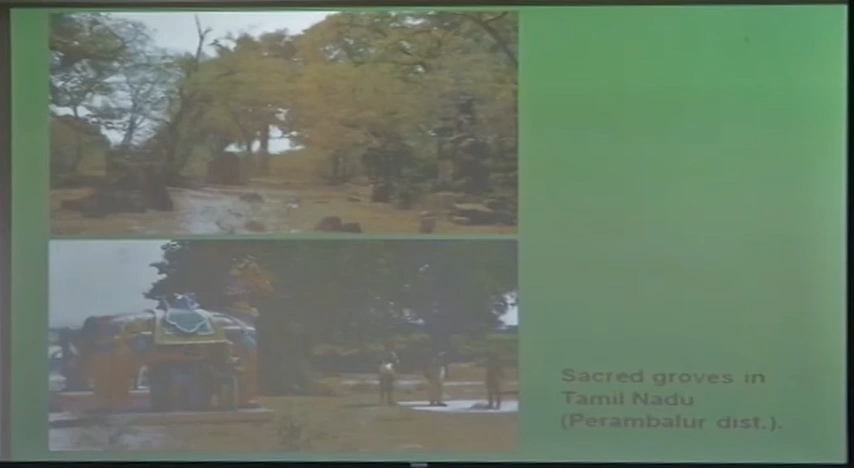 Sacred groves in
Tamil Nadu
(Perambalur dist.).